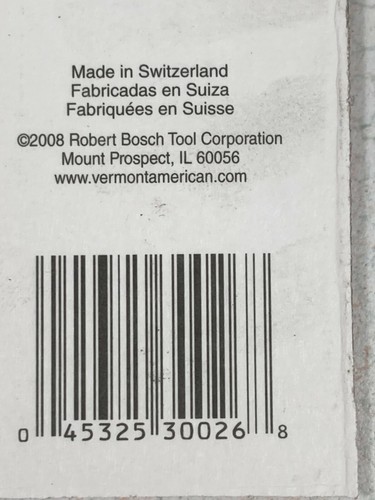 Made in Switzerland
Fabricadas en Suiza
Fabriquées en Suisse
©2008 Robert Bosch Tool Corporation
Mount Prospect, IL 60056
www.vermontamerican.com
0 45325 30026 8